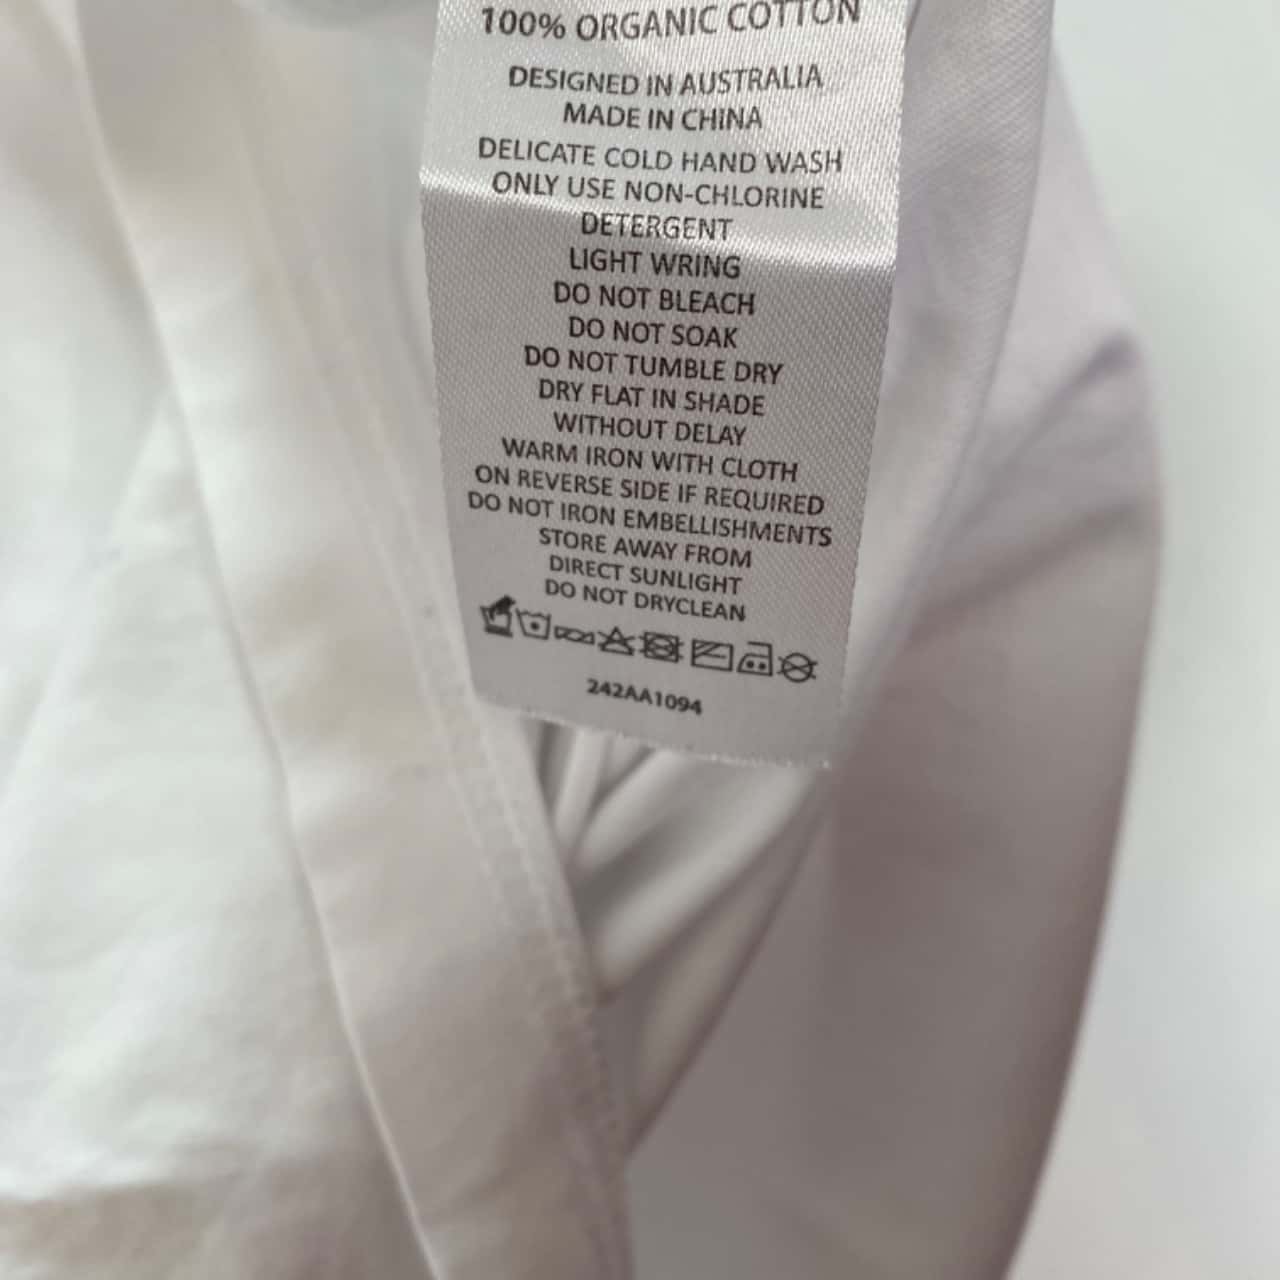 100% ORGANIC COTTON
DESIGNED IN AUSTRALIA
MADE IN CHINA
DELICATE COLD HAND WASH
ONLY USE NON-CHLORINE
DETERGENT
LIGHT WRING
DO NOT BLEACH
DO NOT SOAK
DO NOT TUMBLE DRY
DRY FLAT IN SHADE
WITHOUT DELAY
WARM IRON WITH CLOTH
ON REVERSE SIDE IF REQUIRED
DO NOT IRON EMBELLISHMENTS
STORE AWAY FROM
DIRECT SUNLIGHT
DO NOT DRYCLEAN
242AA1094